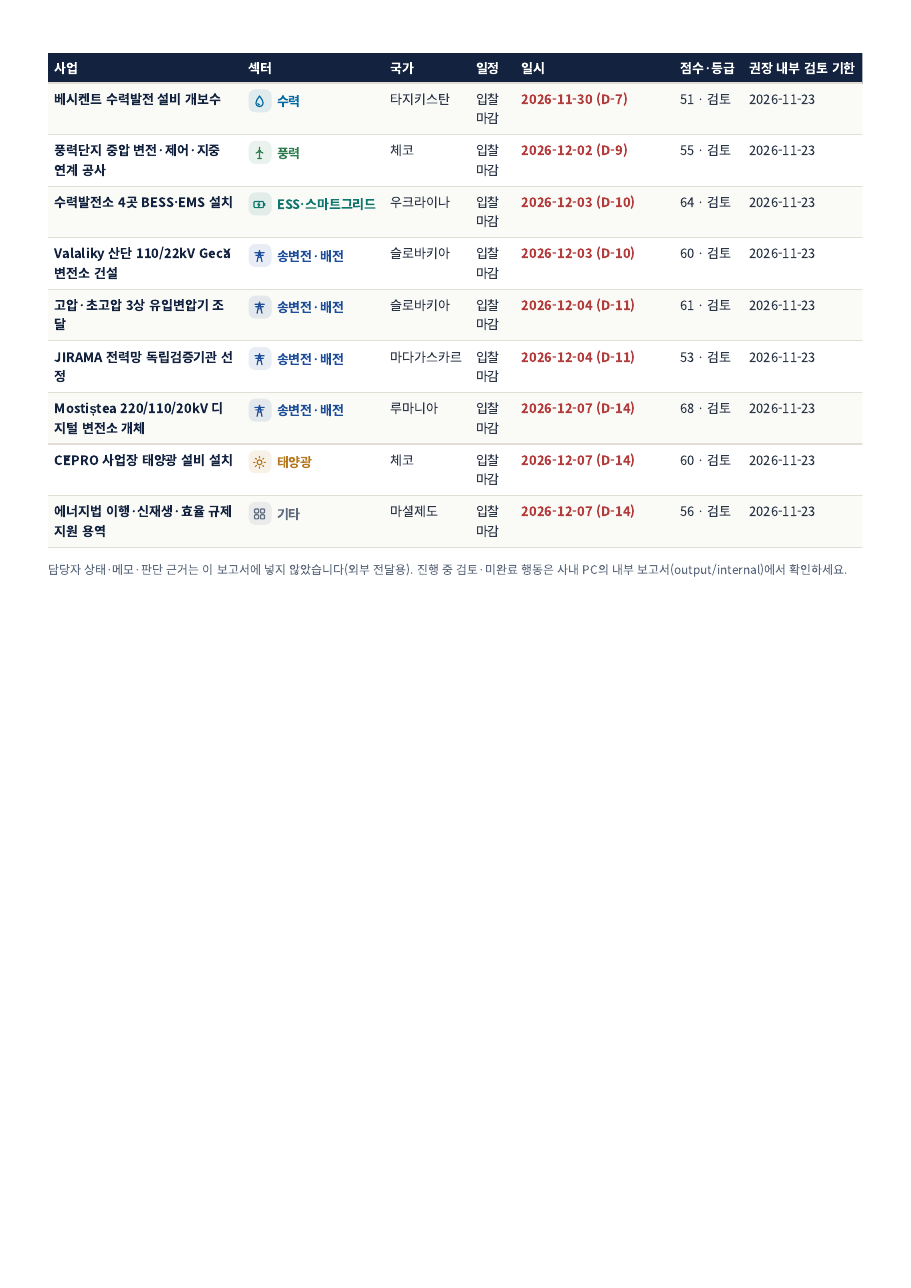 사업 섹터 국가 일정 일시 점수·등급 권장 내부 검토 기한
베시켄트 수력발전 설비 개보수 수력 타지키스탄 입찰 2026-11-30 (D-7) 51 · 검토 2026-11-23
마감
풍력단지 중압 변전·제어·지중 풍력 체코 입찰 2026-12-02 (D-9) 55 · 검토 2026-11-23
연계 공사 마감
수력발전소 4곳 BESS·EMS 설치 ESS·스마트그리드 우크라이나 입찰 2026-12-03 (D-10) 64 · 검토 2026-11-23
마감
Valaliky 산단 110/22kV 송변전·배전 슬로바키아 입찰 2026-12-03 (D-10) 60 · 검토 2026-11-23
변전소 건설 마감
고압·초고압 3상 유입변압기 조 송변전·배전 슬로바키아 입찰 2026-12-04 (D-11) 61 · 검토 2026-11-23
달 마감
JIRAMA 전력망 독립검증기관 선 송변전·배전 마다가스카르 입찰 2026-12-04 (D-11) 53 · 검토 2026-11-23
정 마감
Mostiștea 220/110/20kV 디 송변전·배전 루마니아 입찰 2026-12-07 (D-14) 68 · 검토 2026-11-23
지털 변전소 개체 마감
사업장 태양광 설비 설치 태양광 체코 입찰 2026-12-07 (D-14) 60 · 검토 2026-11-23
마감
에너지법 이행·신재생·효율 규제 기타 마셜제도 입찰 2026-12-07 (D-14) 56 · 검토 2026-11-23
지원 용역 마감
담당자 상태·메모·판단 근거는 이 보고서에 넣지 않았습니다(외부 전달용). 진행 중 검토·미완료 행동은 사내 PC의 내부 보고서(output/internal)에서 확인하세요.